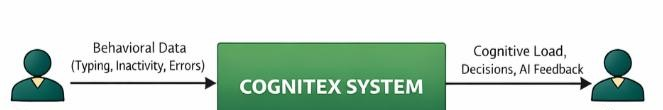 Behavioral Data
(Typing, Inactivity, Errors)
COGNITEX SYSTEM
Cognitive Load,
Decisions, AI Feedback